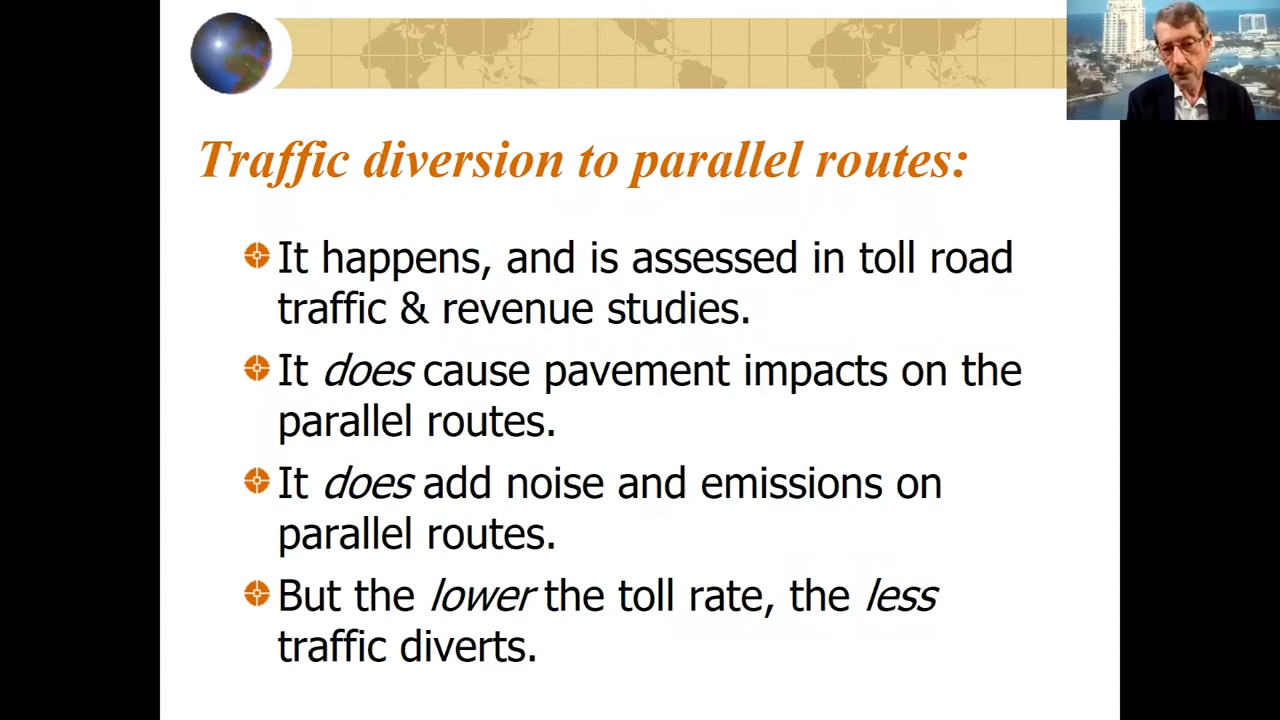 Traffic diversion to parallel routes:
It happens, and is assessed in toll road
traffic & revenue studies.
It does cause pavement impacts on the
parallel routes.
It does add noise and emissions on
parallel routes.
But the lower the toll rate, the less
traffic diverts.